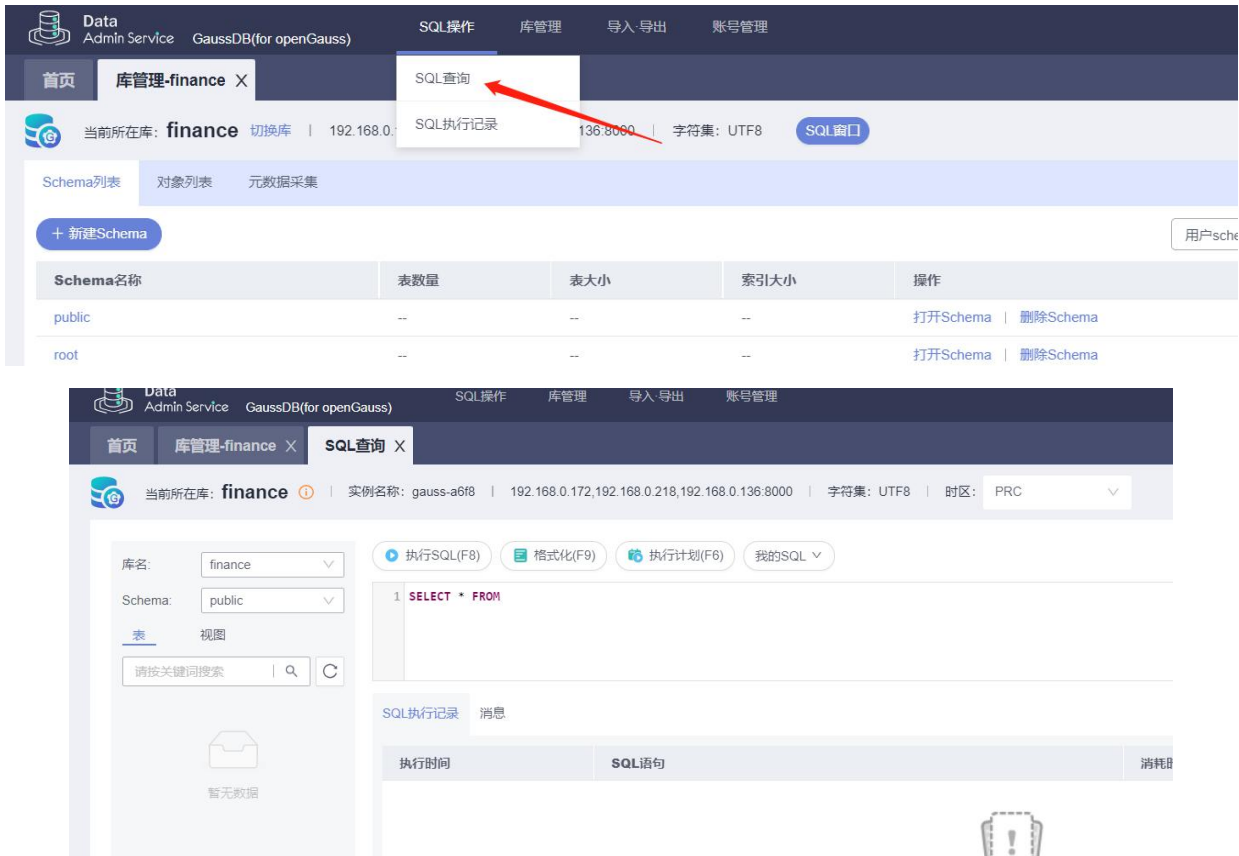 Data
Admin Service GaussDB(for openGauss) SQL操作 库管理 导入·导出 账号管理
首页 库管理-finance X SQL查询
当前所在库: finance 切换库 | 192.168.0. SQL执行记录 136:8000 | 字符集: UTF8 SQL窗口
Schema列表 对象列表 元数据采集
+ 新建Schema 用户sche
Schema名称 表数量 表大小 索引大小 操作
public -- -- -- 打开Schema | 删除Schema
root -- -- -- 打开Schema | 删除Schema
Data
Admin Service GaussDB(for openGauss) SQL操作 库管理 导入·导出 账号管理
首页 库管理-finance X SQL查询 X
当前所在库: finance | 实例名称: gauss-a6f8 | 192.168.0.172,192.168.0.218,192.168.0.136:8000 | 字符集: UTF8 | 时区: PRC
执行SQL(F8) 格式化(F9) 执行计划(F6) 我的SQL
库名: finance
1 SELECT * FROM
Schema: public
表 视图
请按关键词搜索
SQL执行记录 消息
执行时间 SQL语句 消耗
暂无数据